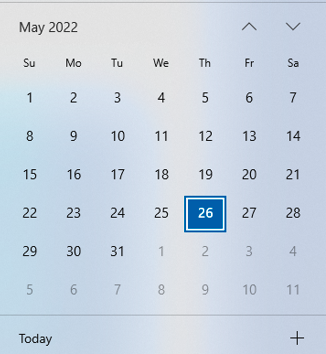 May 2022
Su Mo Tu We Th Fr Sa
1 2 3 4 5 6 7
8 9 10 11 12 13 14
15 16 17 18 19 20 21
22 23 24 25 26 27 28
29 30 31 1 2 3 4
5 6 7 8 9 10 11
Today